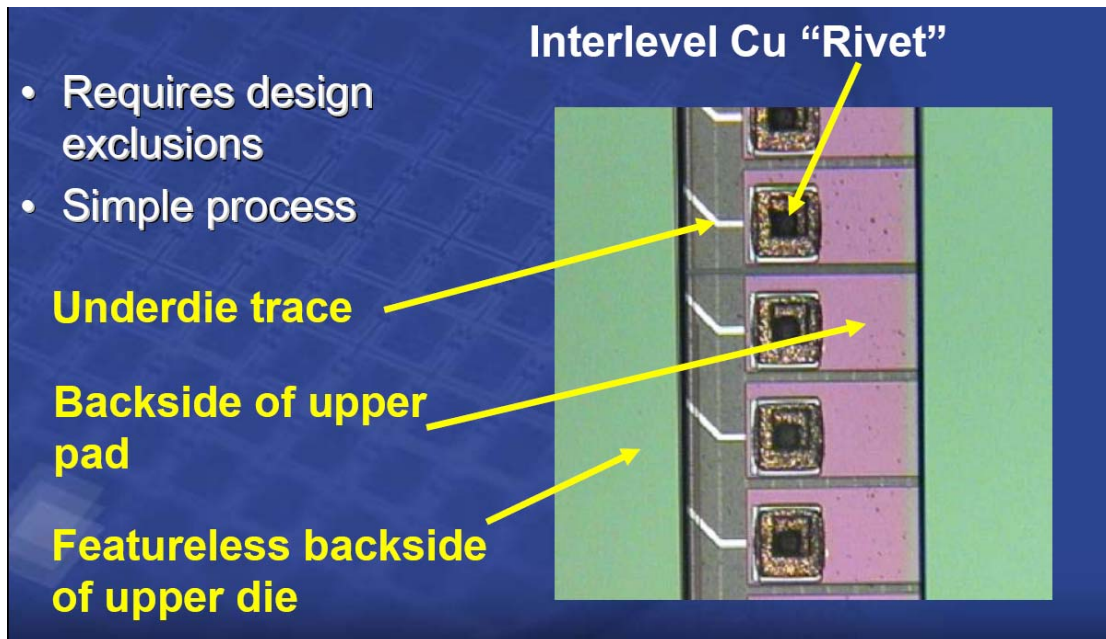 Interlevel Cu “Rivet”
• Requires design
exclusions
• Simple process
Underdie trace
Backside of upper
pad
Featureless backside
of upper die